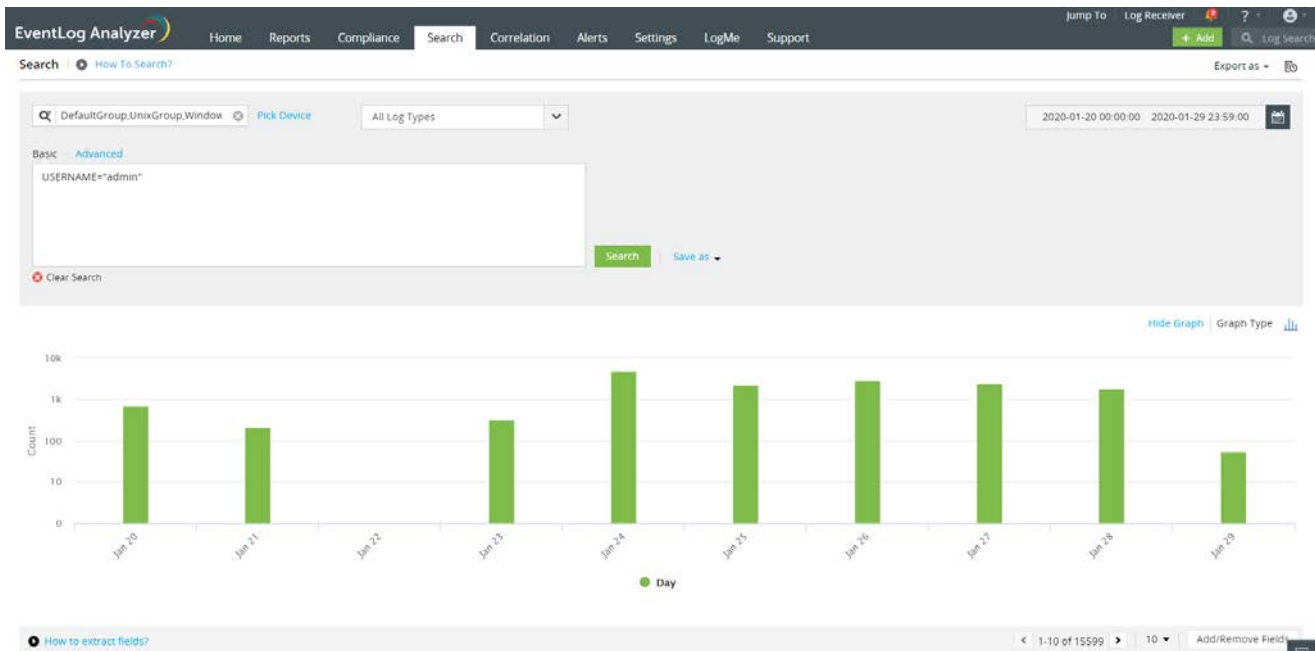 Jump To Log Receiver ?
EventLog Analyzer Home Reports Compliance Search Correlation Alerts Settings LogMe Support + Add Log Search
Search How To Search? Export as
DefaultGroup,UnixGroup,Window Pick Device All Log Types 2020-01-20 00:00:00 2020-01-29 23:59:00
Basic Advanced
USERNAME="admin"
Search Save as
Clear Search
Hide Graph Graph Type
10k
1k
100
10
0
Count
Jan 20 Jan 21 Jan 22 Jan 23 Jan 24 Jan 25 Jan 26 Jan 27 Jan 28 Jan 29
Day
How to extract fields? < 1-10 of 15599 > 10 Add/Remove Fields